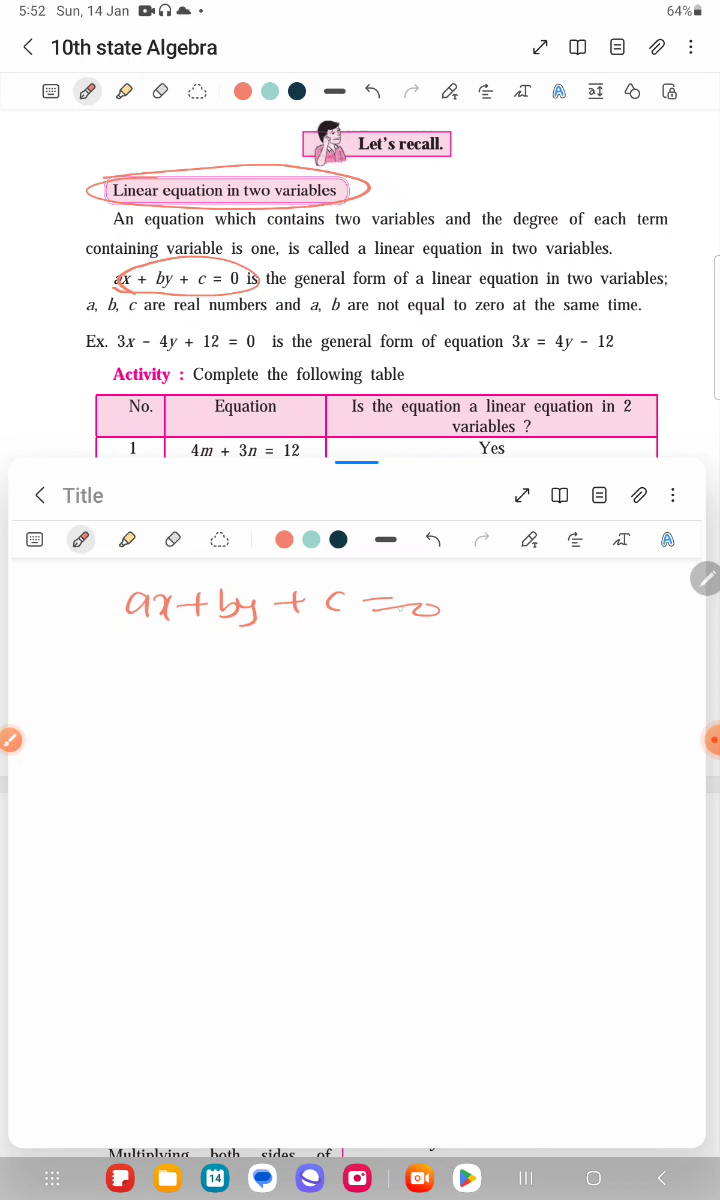 5:52 Sun, 14 Jan
64%
10th state Algebra
Let's recall.
Linear equation in two variables
An equation which contains two variables and the degree of each term
containing variable is one, is called a linear equation in two variables.
ax + by + c = 0 is the general form of a linear equation in two variables;
a, b, c are real numbers and a, b are not equal to zero at the same time.
Ex. 3x - 4y + 12 = 0 is the general form of equation 3x = 4y - 12
Activity : Complete the following table
No. Equation Is the equation a linear equation in 2
variables ?
1 4m + 3n = 12 Yes
Title
ax+by + c = 0
Multiplying both sides of
14